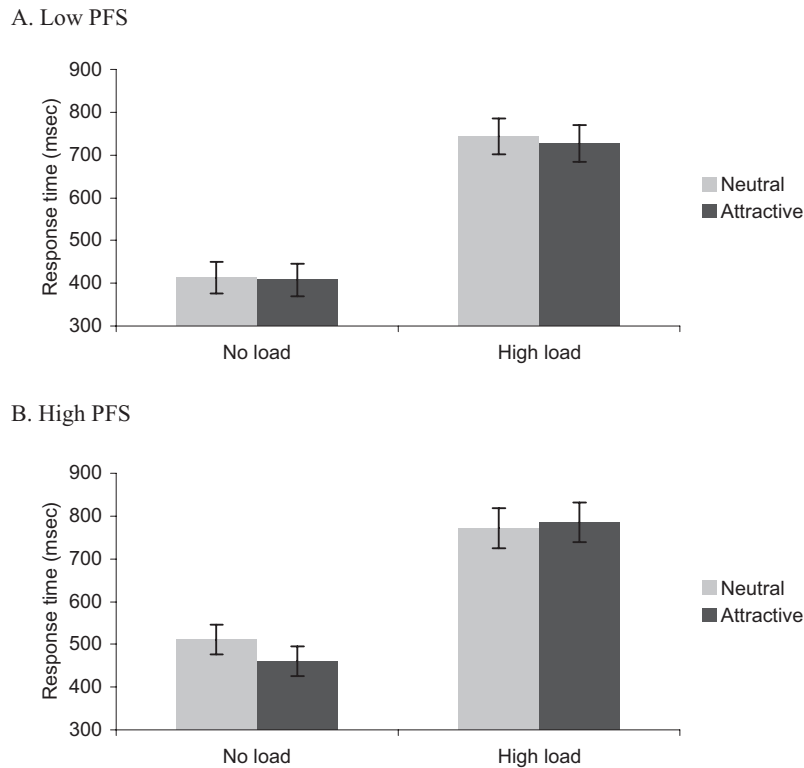 A. Low PFS
Response time (msec)
900
800
700
600
500
400
300
No load
High load
Neutral
Attractive
B. High PFS
Response time (msec)
900
800
700
600
500
400
300
No load
High load
Neutral
Attractive